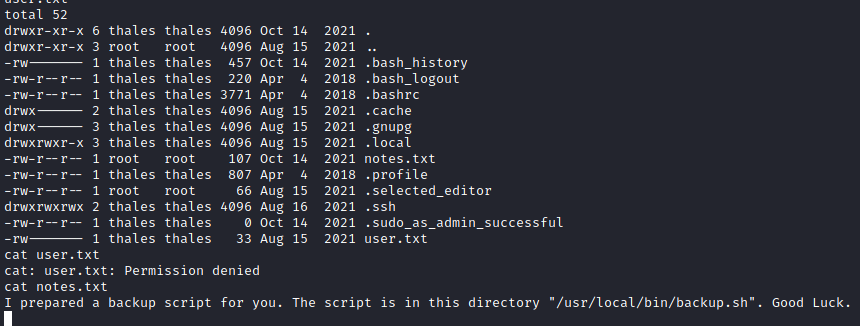 user.txt
total 52
drwxr-xr-x 6 thales thales 4096 Oct 14  2021 .
drwxr-xr-x 3 root   root   4096 Aug 15  2021 ..
-rw------- 1 thales thales  457 Oct 14  2021 .bash_history
-rw-r--r-- 1 thales thales  220 Apr  4  2018 .bash_logout
-rw-r--r-- 1 thales thales 3771 Apr  4  2018 .bashrc
drwx------ 2 thales thales 4096 Aug 15  2021 .cache
drwx------ 3 thales thales 4096 Aug 15  2021 .gnupg
drwxrwxr-x 3 thales thales 4096 Aug 15  2021 .local
-rw-r--r-- 1 root   root    107 Oct 14  2021 notes.txt
-rw-r--r-- 1 thales thales  807 Apr  4  2018 .profile
-rw-r--r-- 1 root   root     66 Aug 15  2021 .selected_editor
drwxrwxrwx 2 thales thales 4096 Aug 16  2021 .ssh
-rw-r--r-- 1 thales thales    0 Oct 14  2021 .sudo_as_admin_successful
-rw------- 1 thales thales   33 Aug 15  2021 user.txt
cat user.txt
cat: user.txt: Permission denied
cat notes.txt
I prepared a backup script for you. The script is in this directory "/usr/local/bin/backup.sh". Good Luck.